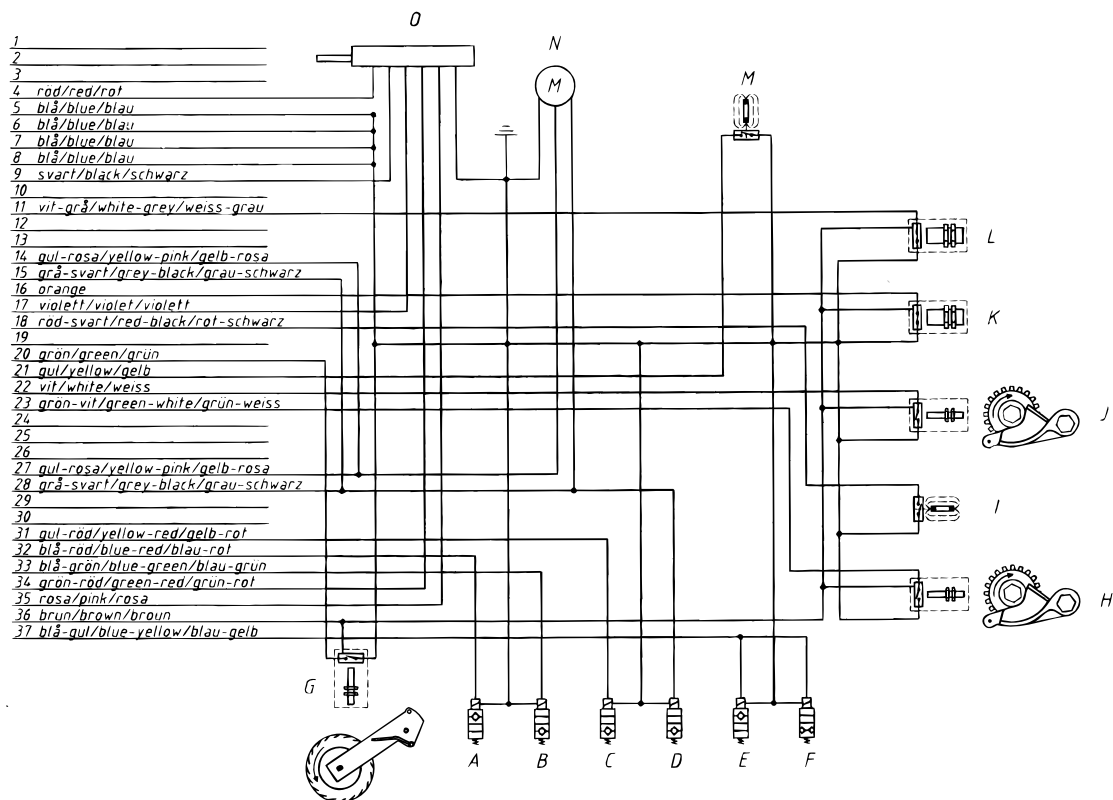 O
N
M
M
1
2
3
4 röd/red/rot
5 blå/blue/blau
6 blå/blue/blau
7 blå/blue/blau
8 blå/blue/blau
9 svart/black/schwarz
10
11 vit-grå/white-grey/weiss-grau
12
13
14 gul-rosa/yellow-pink/gelb-rosa
15 grå-svart/grey-black/grau-schwarz
16 orange
17 violett/violet/violett
18 röd-svart/red-black/rot-schwarz
19
20 grön/green/grün
21 gul/yellow/gelb
22 vit/white/weiss
23 grön-vit/green-white/grün-weiss
24
25
26
27 gul-rosa/yellow-pink/gelb-rosa
28 grå-svart/grey-black/grau-schwarz
29
30
31 gul-röd/yellow-red/gelb-rot
32 blå-röd/blue-red/blau-rot
33 blå-grön/blue-green/blau-grün
34 grön-röd/green-red/grün-rot
35 rosa/pink/rosa
36 brun/brown/broun
37 blå-gul/blue-yellow/blau-gelb
L
K
J
I
H
G
A B C D E F